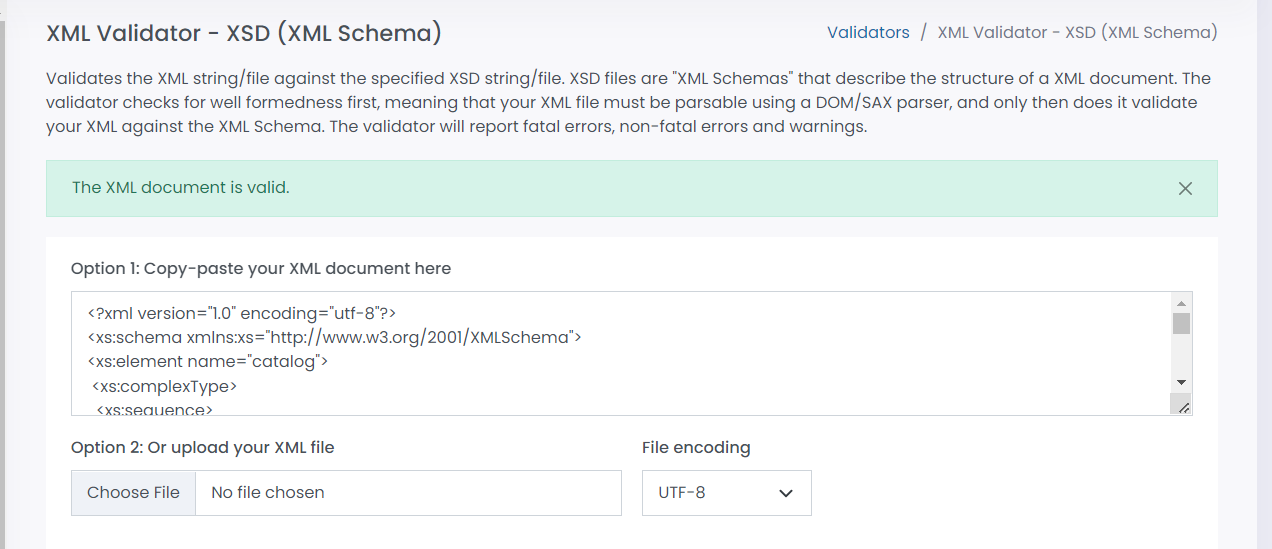 XML Validator - XSD (XML Schema)
Validators / XML Validator - XSD (XML Schema)
Validates the XML string/file against the specified XSD string/file. XSD files are "XML Schemas" that describe the structure of a XML document. The
validator checks for well formedness first, meaning that your XML file must be parsable using a DOM/SAX parser, and only then does it validate
your XML against the XML Schema. The validator will report fatal errors, non-fatal errors and warnings.
The XML document is valid.
Option 1: Copy-paste your XML document here
<?xml version="1.0" encoding="utf-8"?>
<xs:schema xmlns:xs="http://www.w3.org/2001/XMLSchema">
<xs:element name="catalog">
<xs:complexType>
<xs:sequence>
Option 2: Or upload your XML file
File encoding
Choose File No file chosen
UTF-8